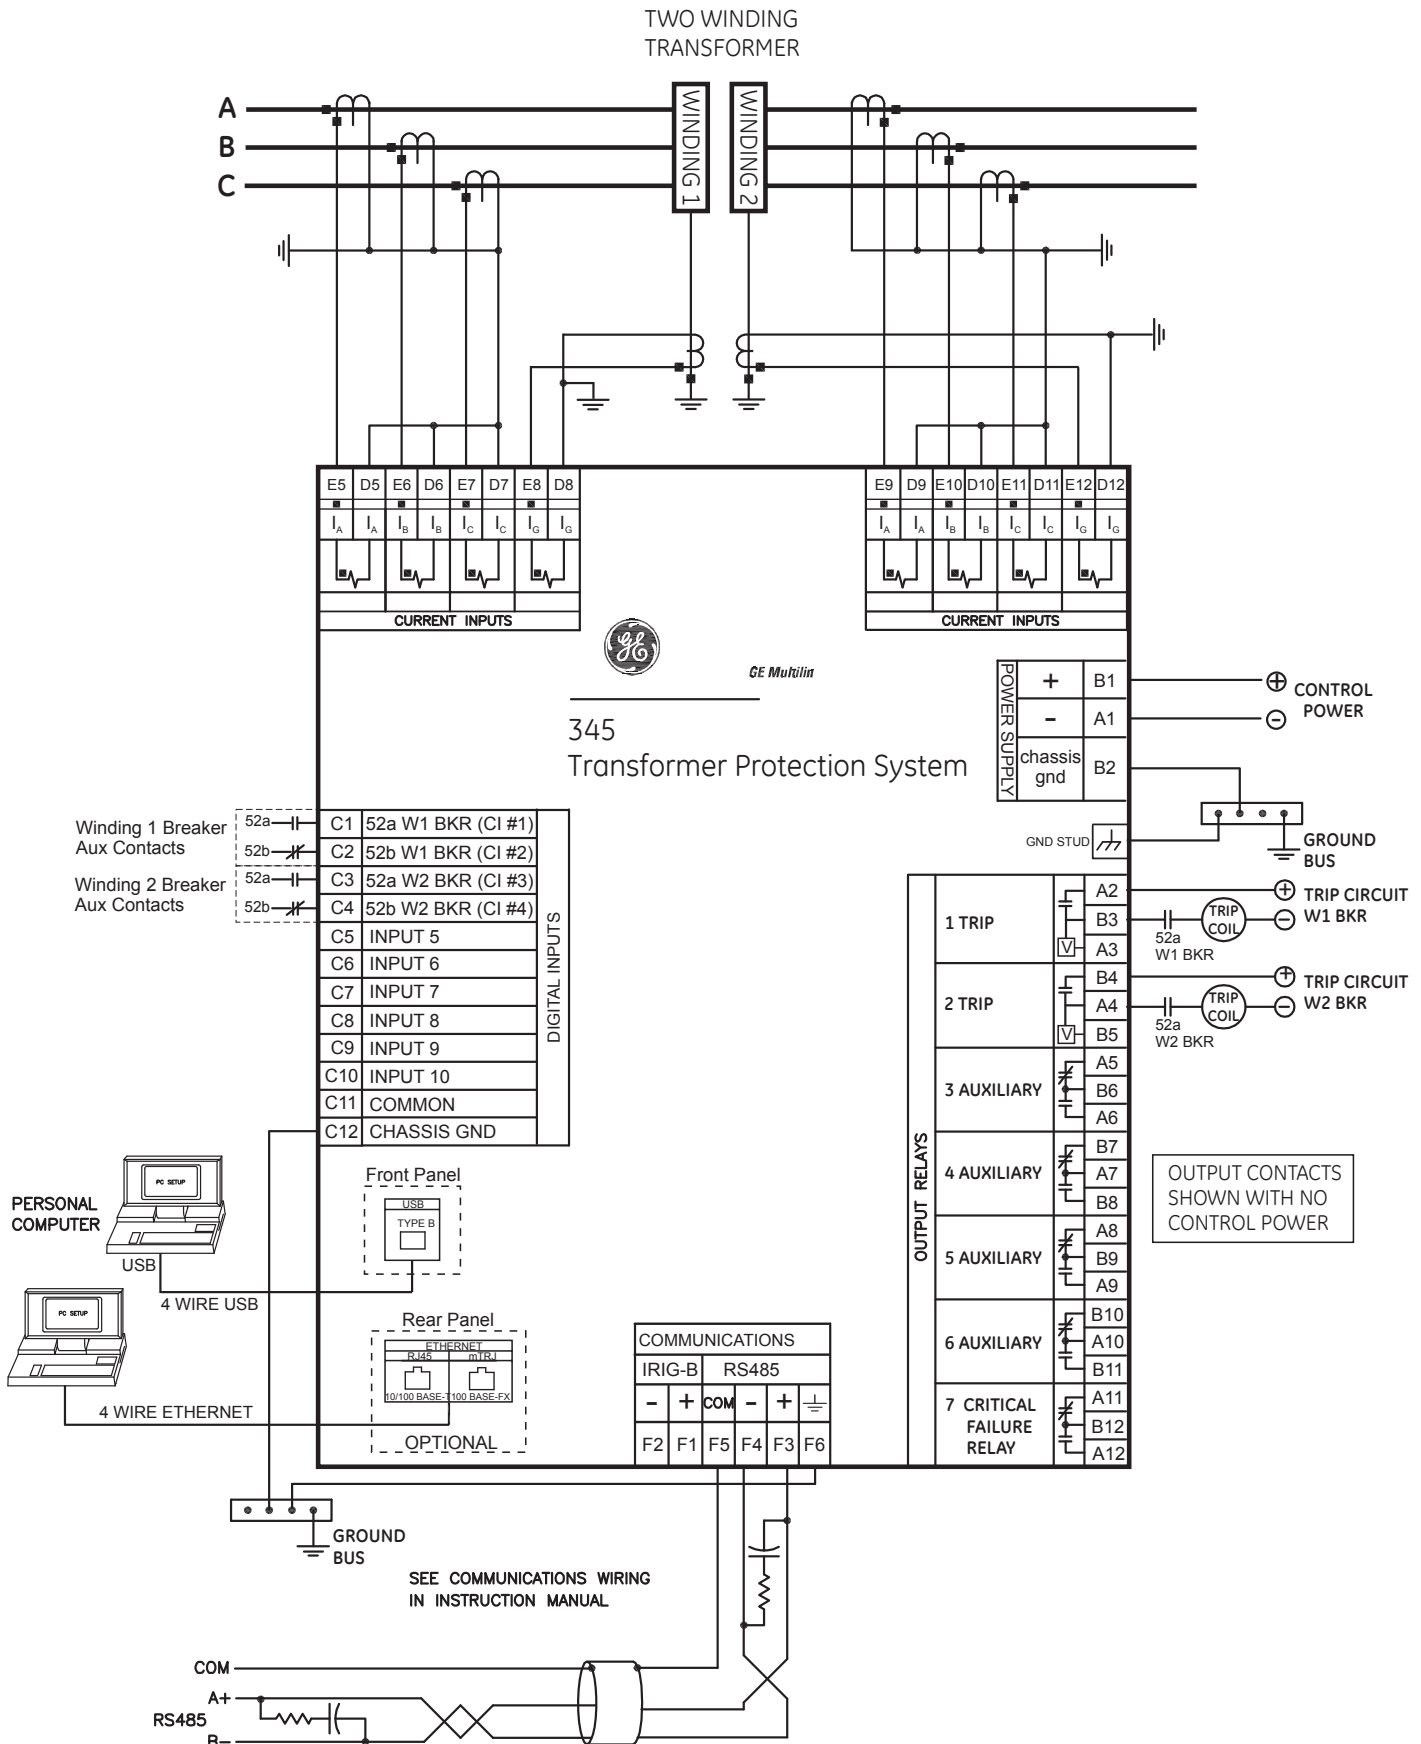 TWO WINDING
TRANSFORMER
A
B
C
WINDING 1
WINDING 2
E5 D5 E6 D6 E7 D7 E8 D8
IA IA IB IB IC IC IG IG
CURRENT INPUTS
E9 D9 E10 D10 E11 D11 E12 D12
IA IA IB IB IC IC IG IG
CURRENT INPUTS
GE
GE Multilin
345
Transformer Protection System
POWER SUPPLY
+ B1
- A1
chassis
gnd
B2
+ CONTROL
- POWER
GND STUD
GROUND
BUS
Winding 1 Breaker
Aux Contacts
Winding 2 Breaker
Aux Contacts
52a
52b
52a
52b
C1 52a W1 BKR (CI #1)
C2 52b W1 BKR (CI #2)
C3 52a W2 BKR (CI #3)
C4 52b W2 BKR (CI #4)
C5 INPUT 5
C6 INPUT 6
C7 INPUT 7
C8 INPUT 8
C9 INPUT 9
C10 INPUT 10
C11 COMMON
C12 CHASSIS GND
DIGITAL INPUTS
OUTPUT RELAYS
1 TRIP
V
A2
B3
A3
52a
W1 BKR
TRIP
COIL
+ TRIP CIRCUIT
- W1 BKR
2 TRIP
V
B4
A4
B5
52a
W2 BKR
TRIP
COIL
+ TRIP CIRCUIT
- W2 BKR
3 AUXILIARY
A5
B6
A6
4 AUXILIARY
B7
A7
B8
5 AUXILIARY
A8
B9
A9
6 AUXILIARY
B10
A10
B11
7 CRITICAL
FAILURE
RELAY
A11
B12
A12
OUTPUT CONTACTS
SHOWN WITH NO
CONTROL POWER
PERSONAL
COMPUTER
PC SETUP
USB
4 WIRE USB
Front Panel
USB
TYPE B
PC SETUP
4 WIRE ETHERNET
Rear Panel
ETHERNET
RJ45 mTRJ
10/100 BASE-T 100 BASE-FX
OPTIONAL
COMMUNICATIONS
IRIG-B RS485
- + COM - +
F2 F1 F5 F4 F3 F6
GROUND
BUS
SEE COMMUNICATIONS WIRING
IN INSTRUCTION MANUAL
COM
A+
RS485
B-